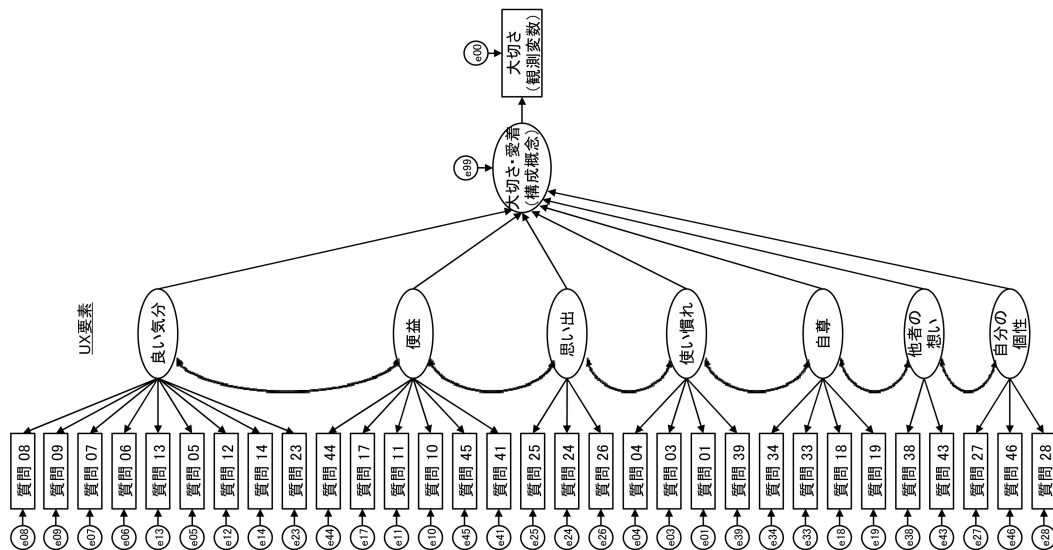 e00
大切さ
（観測変数）
e99
大切さ・愛着
（構成概念）
UX要素
良い気分
便益
思い出
使い慣れ
自尊
他者の
想い
自分の
個性
質問 08
質問 09
質問 07
質問 06
質問 13
質問 05
質問 12
質問 14
質問 23
質問 44
質問 17
質問 11
質問 10
質問 45
質問 41
質問 25
質問 24
質問 26
質問 04
質問 03
質問 01
質問 39
質問 34
質問 33
質問 18
質問 19
質問 38
質問 43
質問 27
質問 46
質問 28
e08
e09
e07
e06
e13
e05
e12
e14
e23
e44
e17
e11
e10
e45
e41
e25
e24
e26
e04
e03
e01
e39
e34
e33
e18
e19
e38
e43
e27
e46
e28